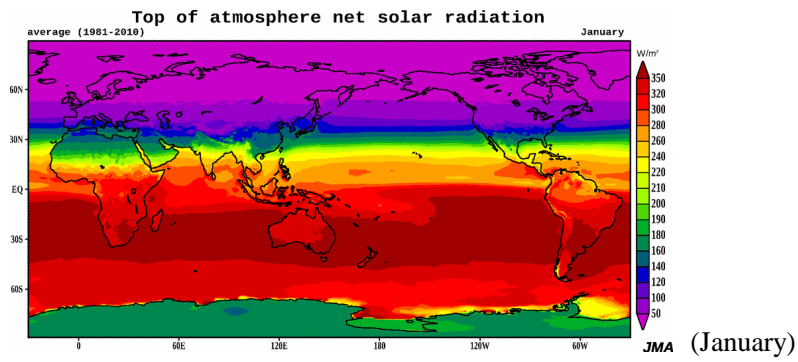 Top of atmosphere net solar radiation
average (1981-2010) January
W/m²
60N
30N
EQ
30S
60S
0 60E 120E 180 120W 60W
350
320
300
280
260
240
220
210
200
190
180
160
140
120
100
50
JMA (January)